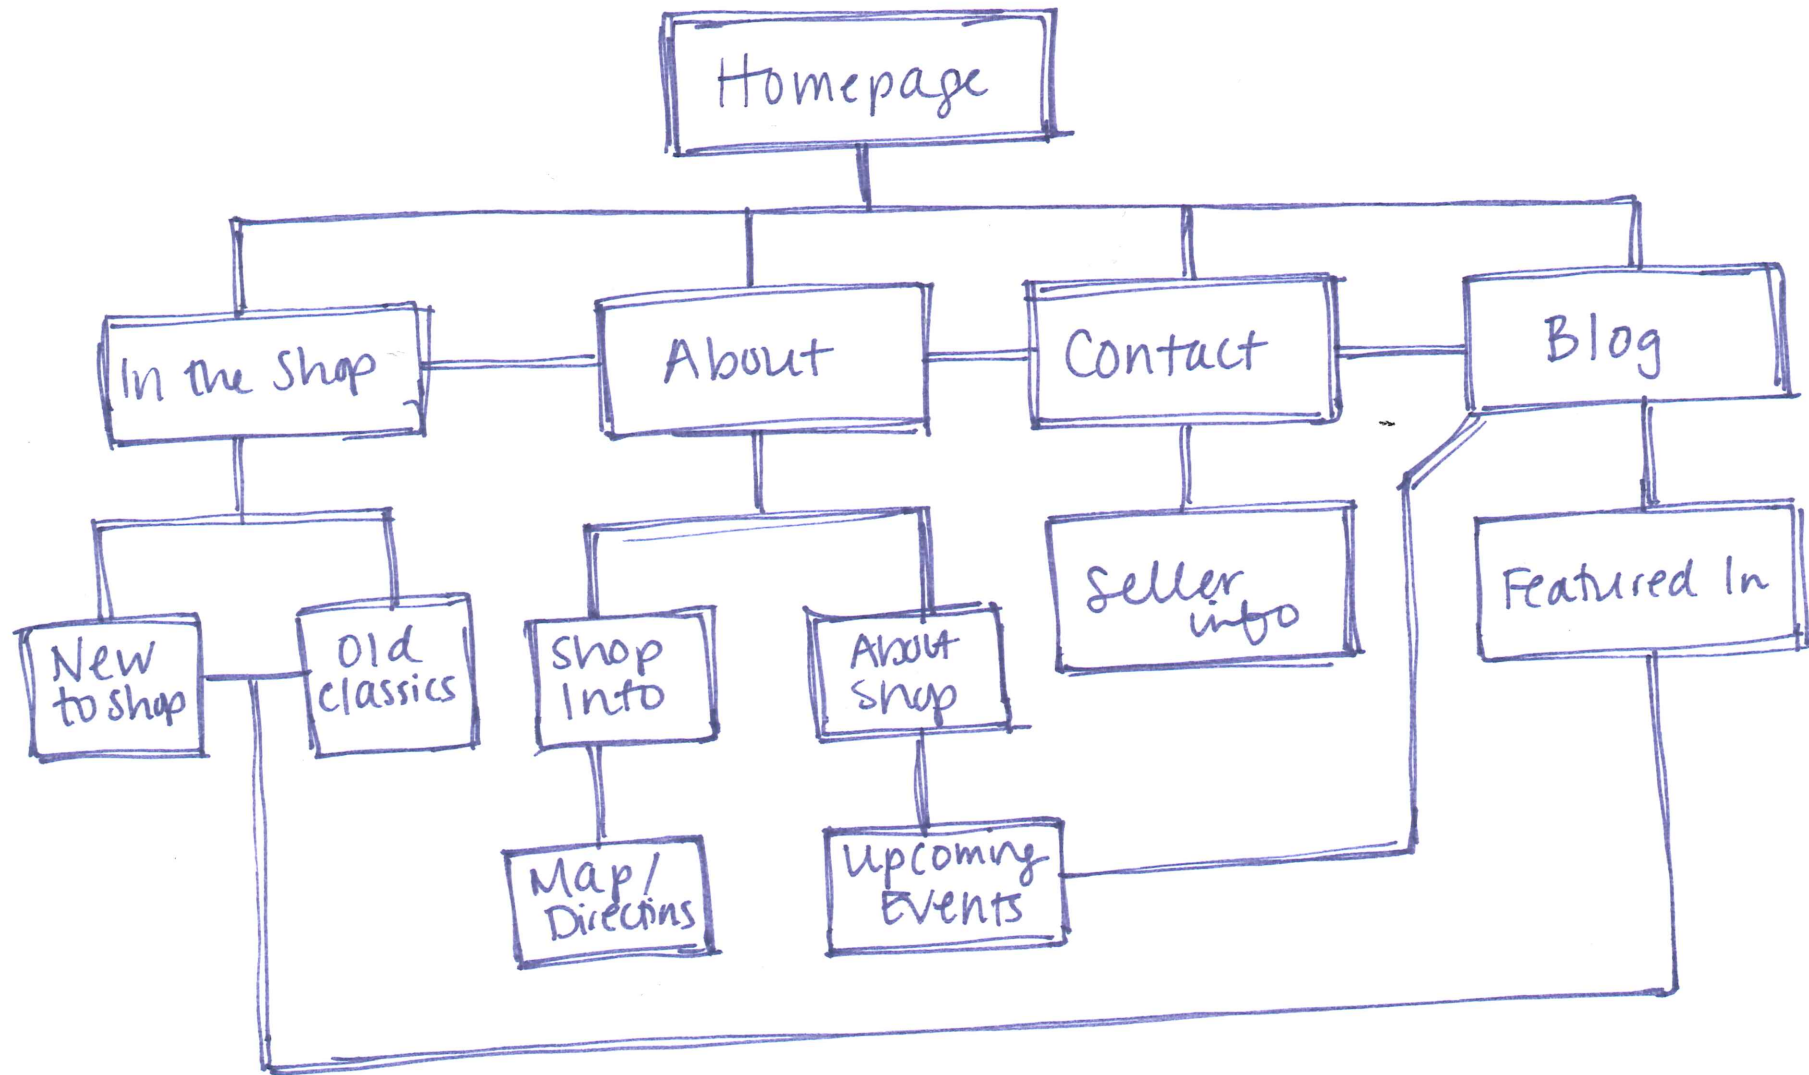 Homepage
In the Shop
About
Contact
Blog
New
to shop
Old
classics
Shop
Info
About
Shop
Seller
info
Featured In
Map/
Directins
Upcoming
Events